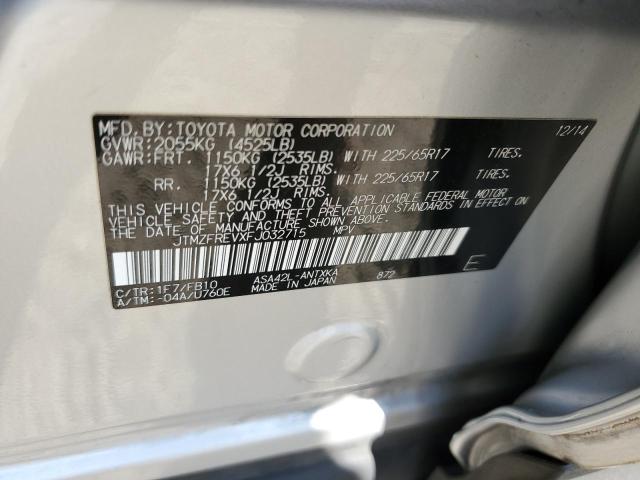 MFD. BY: TOYOTA MOTOR CORPORATION 12/14
GVWR: 2055KG (4525LB)
GAWR: FRT. 1150KG (2535LB) WITH 225/65R17 TIRES.
17X6 1/2J RIMS.
RR. 1150KG (2535LB) WITH 225/65R17 TIRES.
17X6 1/2J RIMS.
THIS VEHICLE CONFORMS TO ALL APPLICABLE FEDERAL MOTOR
VEHICLE SAFETY AND THEFT PREVENTION STANDARDS IN EFFECT ON
THE DATE OF MANUFACTURE SHOWN ABOVE.
JTMZFREVXFJ032715 MPV
C/TR: 1F7/FB10 ASA42L-ANTXKA 872
A/TM: -04A/U760E MADE IN JAPAN E